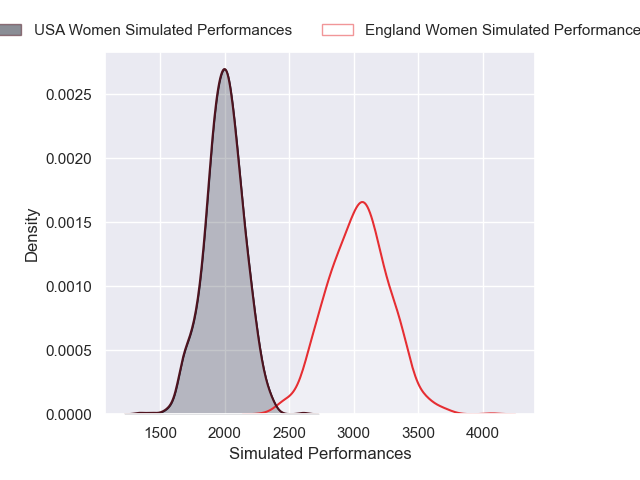 USA Women Simulated Performances
England Women Simulated Performance
0.0025
0.0020
0.0015
0.0010
0.0005
0.0000
Density
1500 2000 2500 3000 3500 4000
Simulated Performances